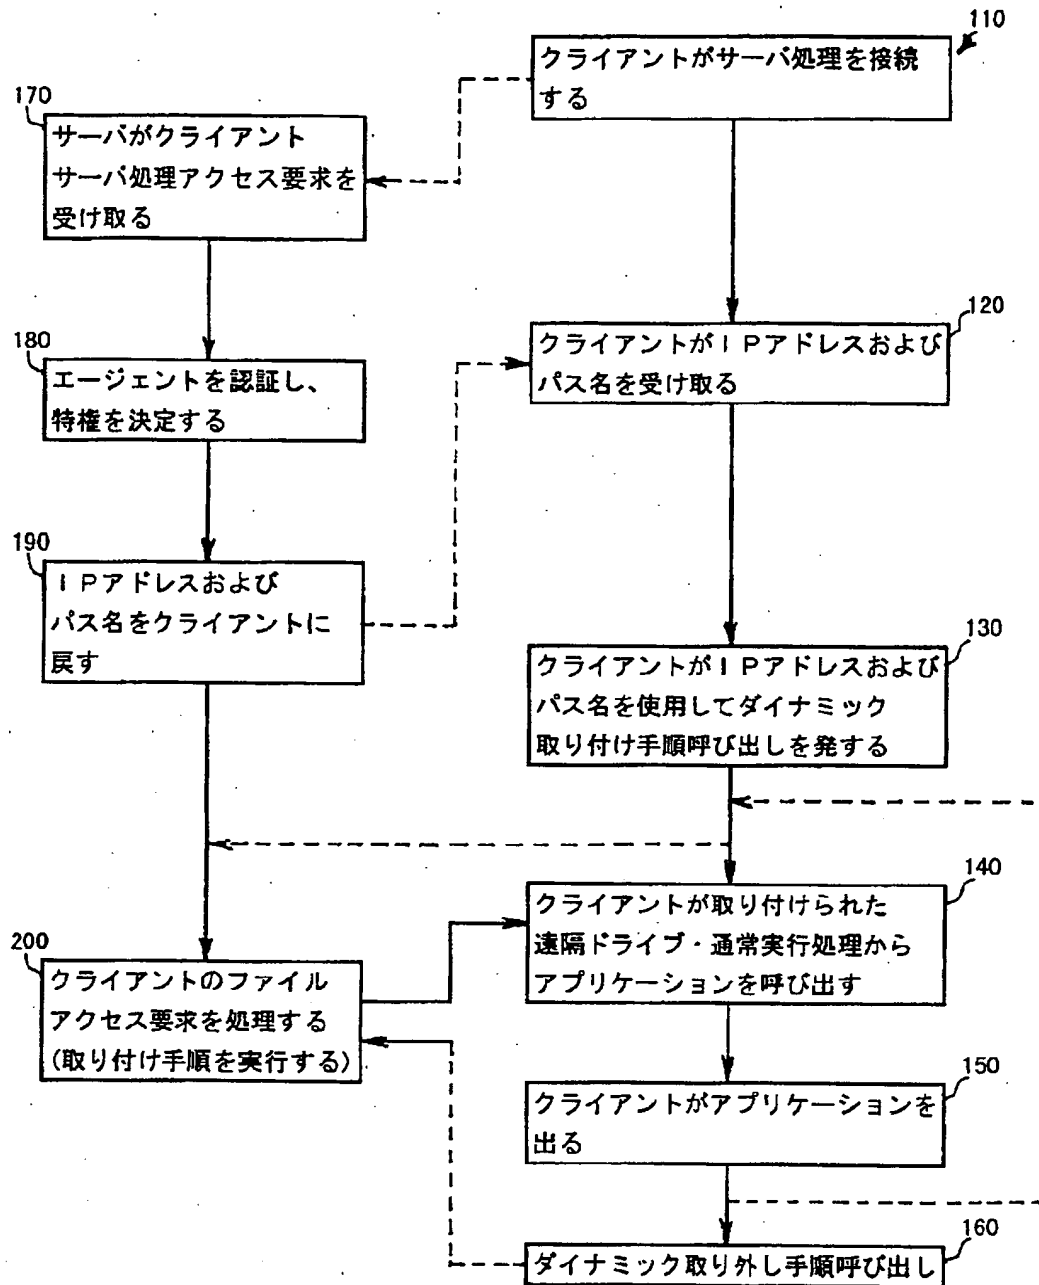 110
クライアントがサーバ処理を接続
する
170
サーバがクライアント
サーバ処理アクセス要求を
受け取る
120
クライアントがIPアドレスおよび
パス名を受け取る
180
エージェントを認証し、
特権を決定する
190
IPアドレスおよび
パス名をクライアントに
戻す
130
クライアントがIPアドレスおよび
パス名を使用してダイナミック
取り付け手順呼び出しを発する
140
クライアントが取り付けられた
遠隔ドライブ・通常実行処理から
アプリケーションを呼び出す
200
クライアントのファイル
アクセス要求を処理する
(取り付け手順を実行する)
150
クライアントがアプリケーションを
出る
160
ダイナミック取り外し手順呼び出し